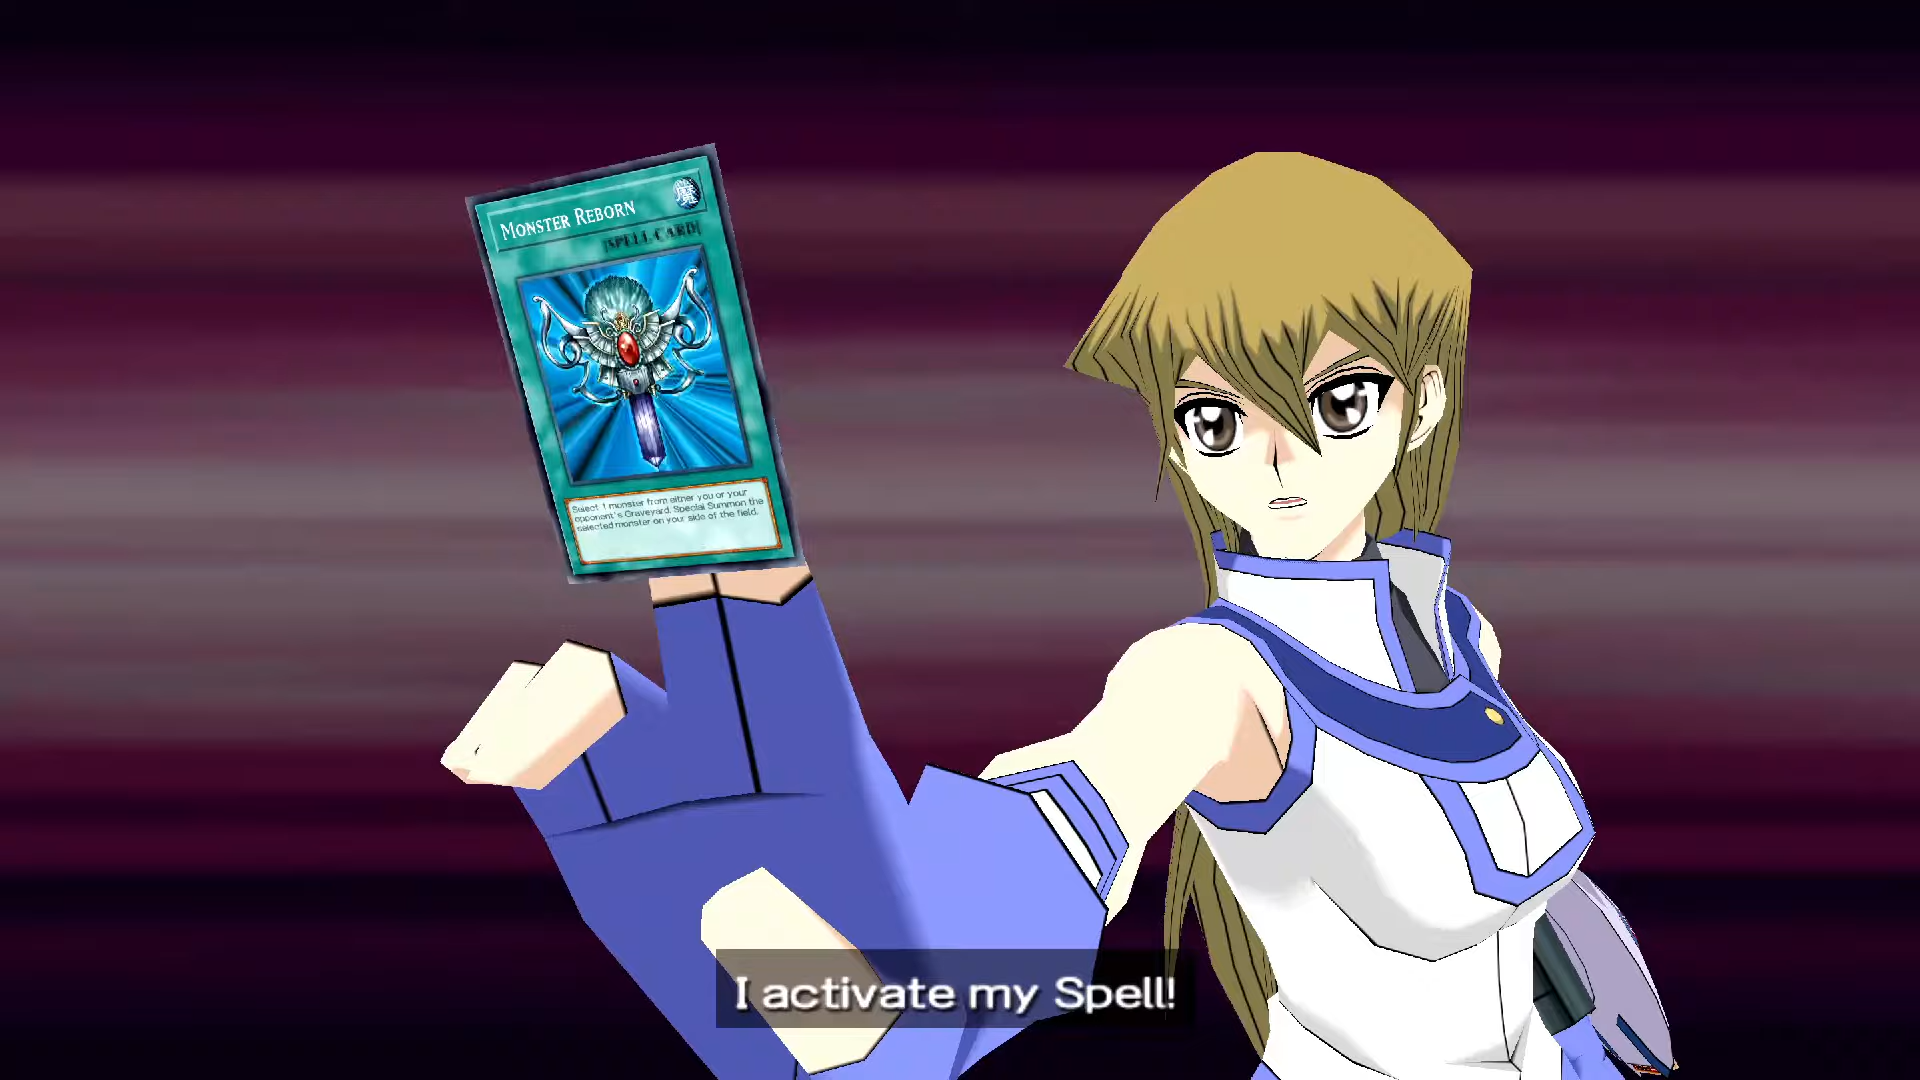 MONSTER REBORN
魔
[SPELL CARD]
Select 1 monster from either you or your
opponent's Graveyard. Special Summon the
selected monster on your side of the field.
I activate my Spell!